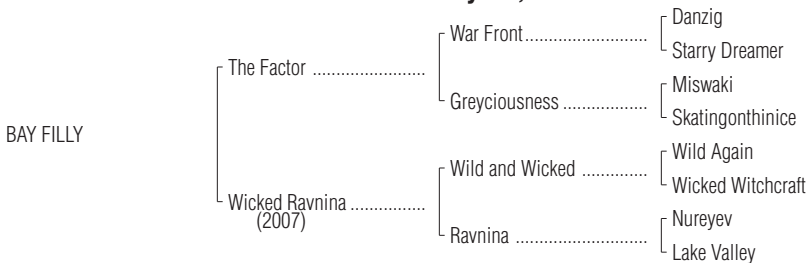 Danzig
War Front............................
Starry Dreamer
The Factor ........................
Miswaki
Greyciousness ..................
Skatingonthinice
BAY FILLY
Wild Again
Wild and Wicked ..............
Wicked Witchcraft
Wicked Ravnina ................
(2007)
Nureyev
Ravnina ............................
Lake Valley